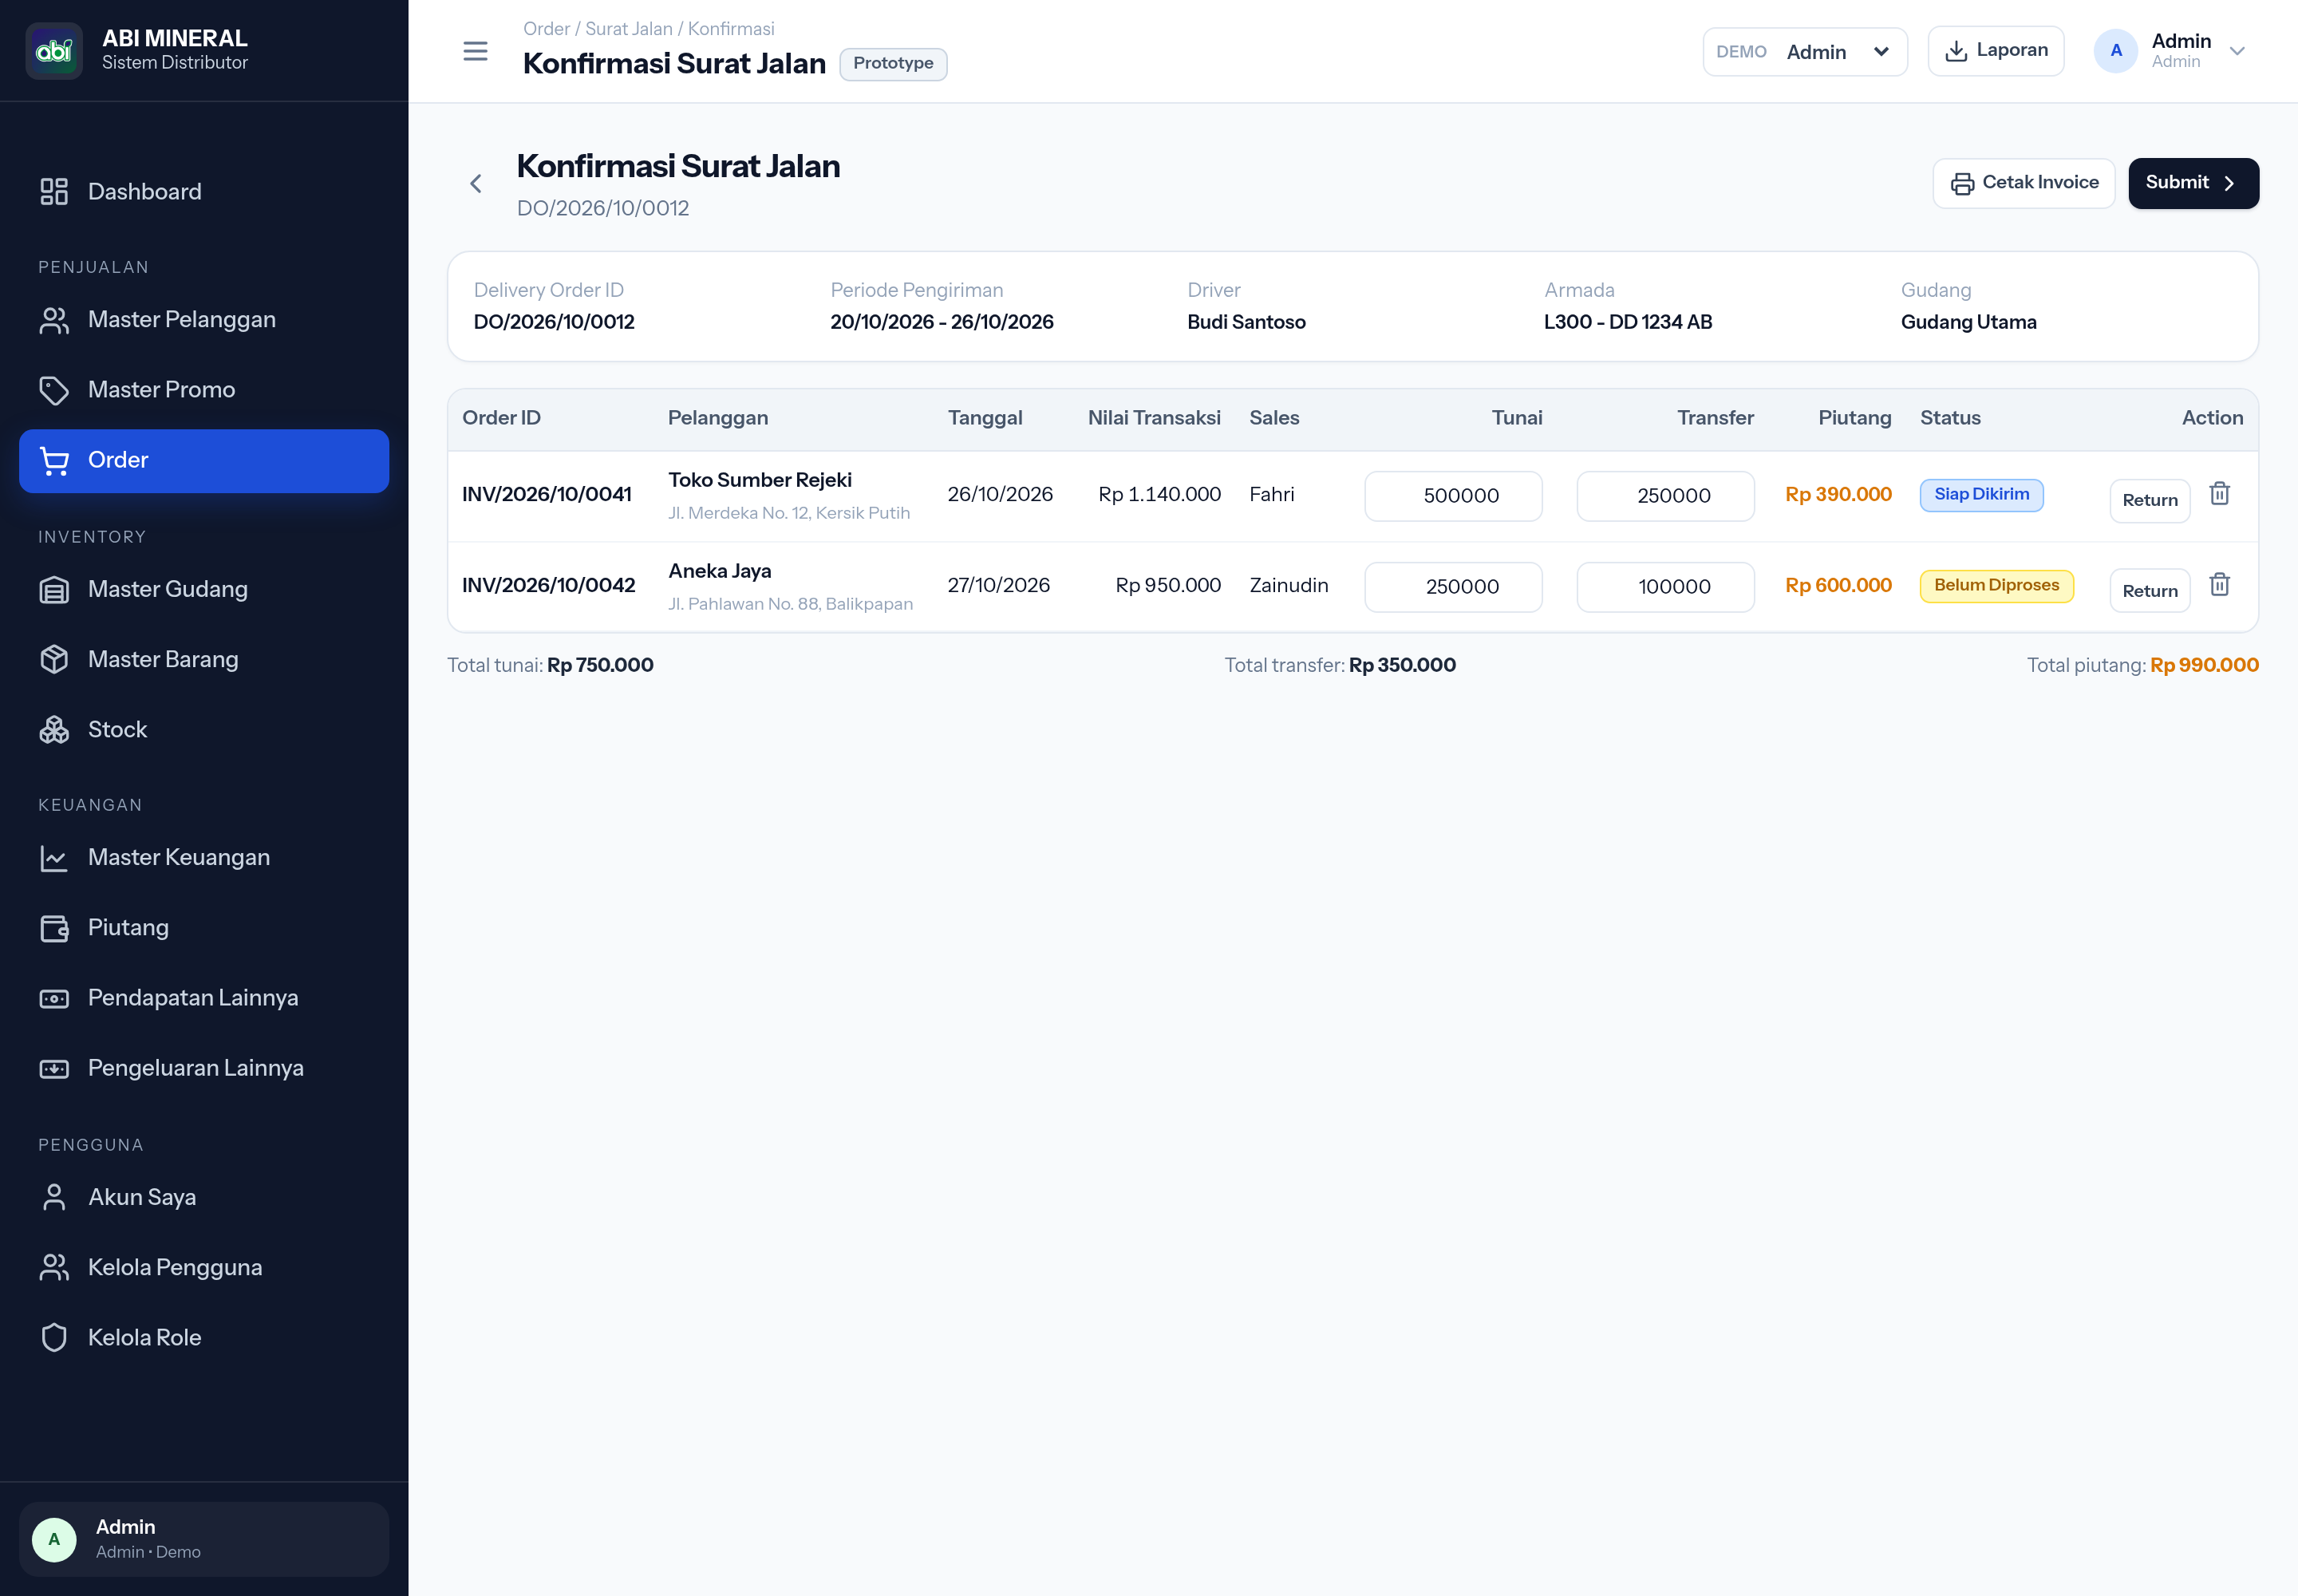 abi
ABI MINERAL
Sistem Distributor
Dashboard
PENJUALAN
Master Pelanggan
Master Promo
Order
INVENTORY
Master Gudang
Master Barang
Stock
KEUANGAN
Master Keuangan
Piutang
Pendapatan Lainnya
Pengeluaran Lainnya
PENGGUNA
Akun Saya
Kelola Pengguna
Kelola Role
A
Admin
Admin • Demo
Order / Surat Jalan / Konfirmasi
Konfirmasi Surat Jalan Prototype
DEMO Admin
Laporan
A
Admin
Admin
Konfirmasi Surat Jalan
DO/2026/10/0012
Cetak Invoice
Submit
Delivery Order ID Periode Pengiriman Driver Armada Gudang
DO/2026/10/0012 20/10/2026 - 26/10/2026 Budi Santoso L300 - DD 1234 AB Gudang Utama
Order ID Pelanggan Tanggal Nilai Transaksi Sales Tunai Transfer Piutang Status Action
INV/2026/10/0041 Toko Sumber Rejeki 26/10/2026 Rp 1.140.000 Fahri 500000 250000 Rp 390.000 Siap Dikirim Return
Jl. Merdeka No. 12, Kersik Putih
INV/2026/10/0042 Aneka Jaya 27/10/2026 Rp 950.000 Zainudin 250000 100000 Rp 600.000 Belum Diproses Return
Jl. Pahlawan No. 88, Balikpapan
Total tunai: Rp 750.000 Total transfer: Rp 350.000 Total piutang: Rp 990.000